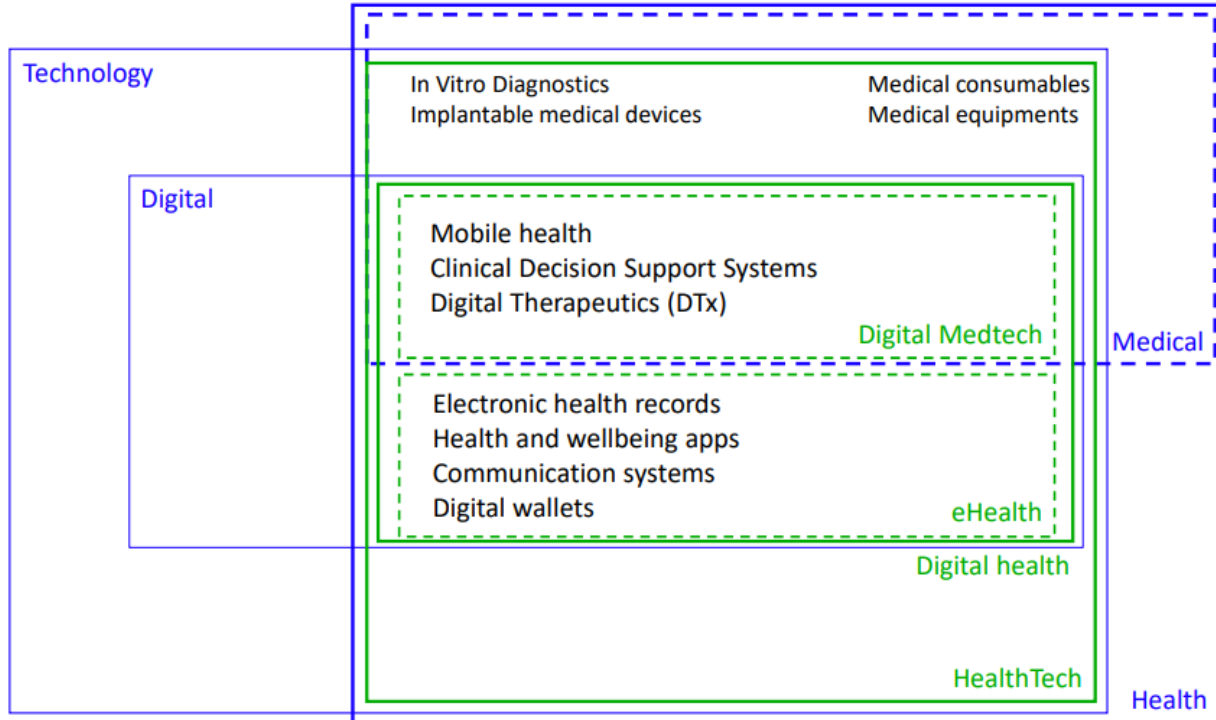 Technology
In Vitro Diagnostics
Implantable medical devices
Medical consumables
Medical equipments
Digital
Mobile health
Clinical Decision Support Systems
Digital Therapeutics (DTx)
Digital Medtech
Medical
Electronic health records
Health and wellbeing apps
Communication systems
Digital wallets
eHealth
Digital health
HealthTech
Health